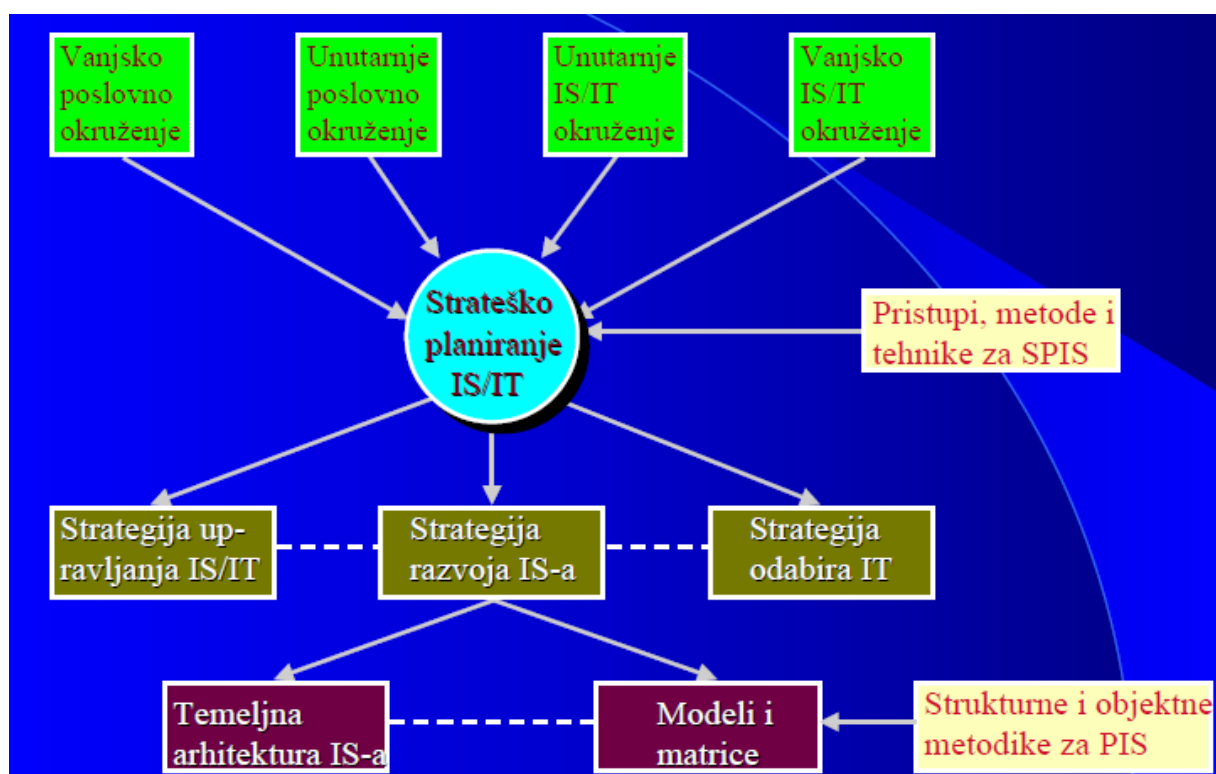 Vanjsko
poslovno
okruženje
Unutarnje
poslovno
okruženje
Unutarnje
IS/IT
okruženje
Vanjsko
IS/IT
okruženje
Strateško
planiranje
IS/IT
Pristupi, metode i
tehnike za SPIS
Strategija up-
ravljanja IS/IT
Strategija
razvoja IS-a
Strategija
odabira IT
Temeljna
arhitektura IS-a
Modeli i
matrice
Strukturne i objektne
metodike za PIS